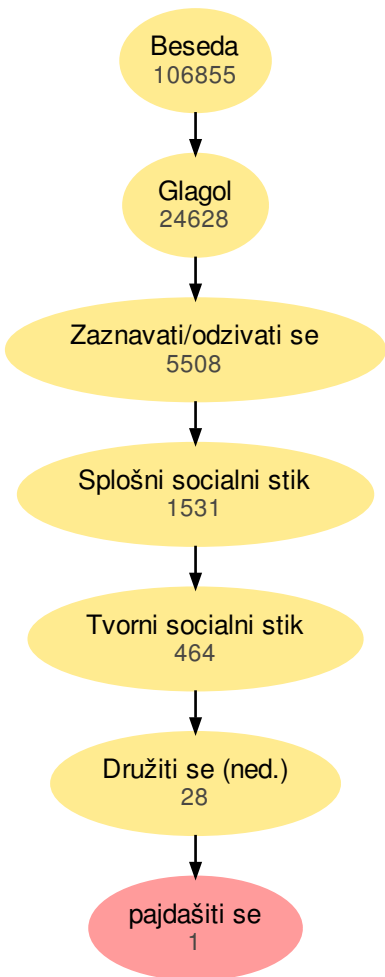 Beseda
106855
Glagol
24628
Zaznavati/odzivati se
5508
Splošni socialni stik
1531
Tvorni socialni stik
464
Družiti se (ned.)
28
pajdašiti se
1